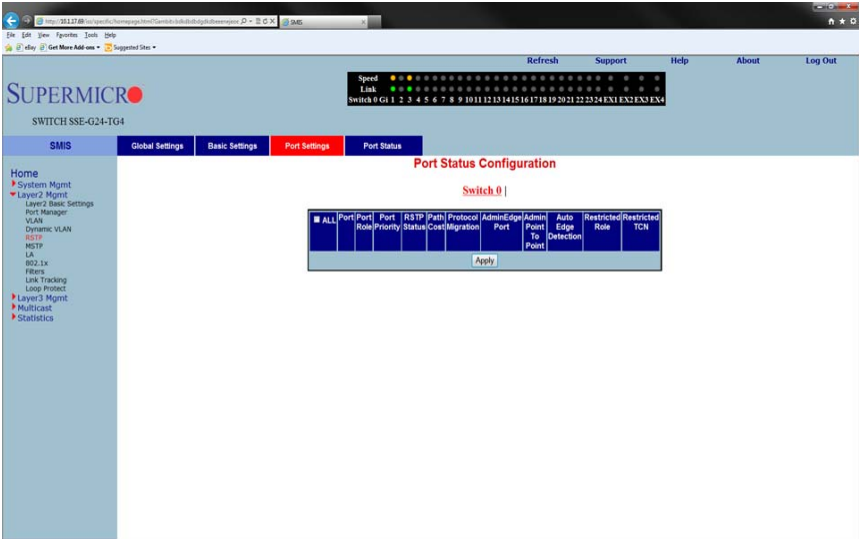 SMIS
File Edit View Favorites Tools Help
eBay Get More Add-ons Suggested Sites
Refresh Support Help About Log Out
Speed
Link
Switch 0 Gi 1 2 3 4 5 6 7 8 9 10 11 12 13 14 15 16 17 18 19 20 21 22 23 24 EX1 EX2 EX3 EX4
SUPERMICR
SWITCH SSE-G24-TG4
SMIS Global Settings Basic Settings Port Settings Port Status
Port Status Configuration
Switch 0 |
ALL Port Port Role Port Priority RSTP Status Path Cost Protocol Migration AdminEdge Port Admin Point To Point Auto Edge Detection Restricted Role Restricted TCN
Apply
Home
System Mgmt
Layer2 Mgmt
Layer2 Basic Settings
Port Manager
VLAN
Dynamic VLAN
RSTP
MSTP
LA
802.1x
Filters
Link Tracking
Loop Protect
Layer3 Mgmt
Multicast
Statistics